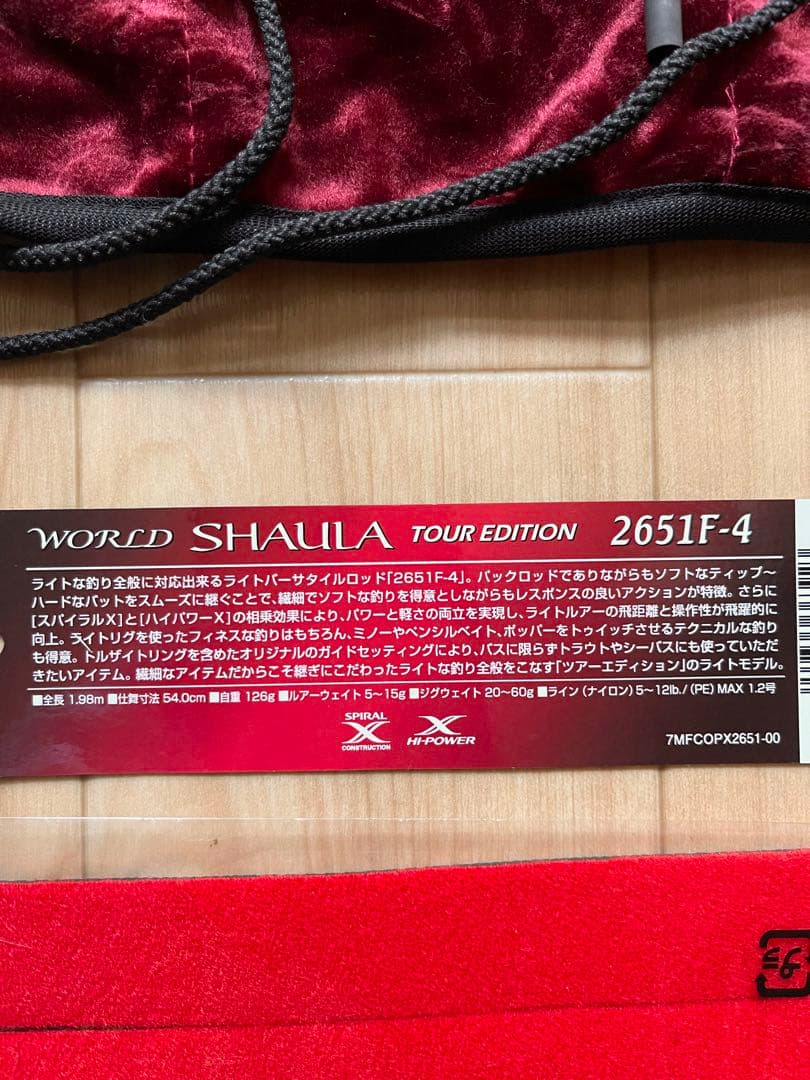 WORLD SHAULA TOUR EDITION 2651F-4
ライトな釣り全般に対応出来るライトバーサタイルロッド「2651F-4」。パックロッドでありながらもソフトなティップ〜
ハードなバットをスムーズに継ぐことで、繊細でソフトな釣りを得意としながらもレスポンスの良いアクションが特徴。さらに
[スパイラルX]と[ハイパワーX]の相乗効果により、パワーと軽さの両立を実現し、ライトルアーの飛距離と操作性が飛躍的に
向上。ライトリグを使ったフィネスな釣りはもちろん、ミノーやペンシルベイト、ポッパーをトゥイッチさせるテクニカルな釣り
も得意。トルザイトリングを含めたオリジナルのガイドセッティングにより、バスに限らずトラウトやシーバスにも使っていただ
きたいアイテム。繊細なアイテムだからこそ継ぎにこだわったライトな釣り全般をこなす「ツアーエディション」のライトモデル。
■全長 1.98m ■仕舞寸法 54.0cm ■自重 126g ■ルアーウェイト 5〜15g ■ジグウェイト 20〜60g ■ライン (ナイロン) 5〜12lb./(PE) MAX 1.2号
SPIRAL X CONSTRUCTION
X HI-POWER
7MFCOPX2651-00
プラ